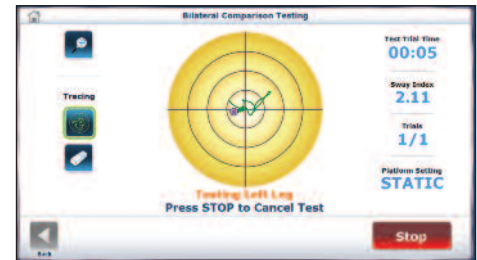 Bilateral Comparison Testing
Test Trial Time
00:05
Tracing
Sway Index
2.11
Trials
1/1
Platform Setting
STATIC
Testing Left Leg
Press STOP to Cancel Test
Back
Stop